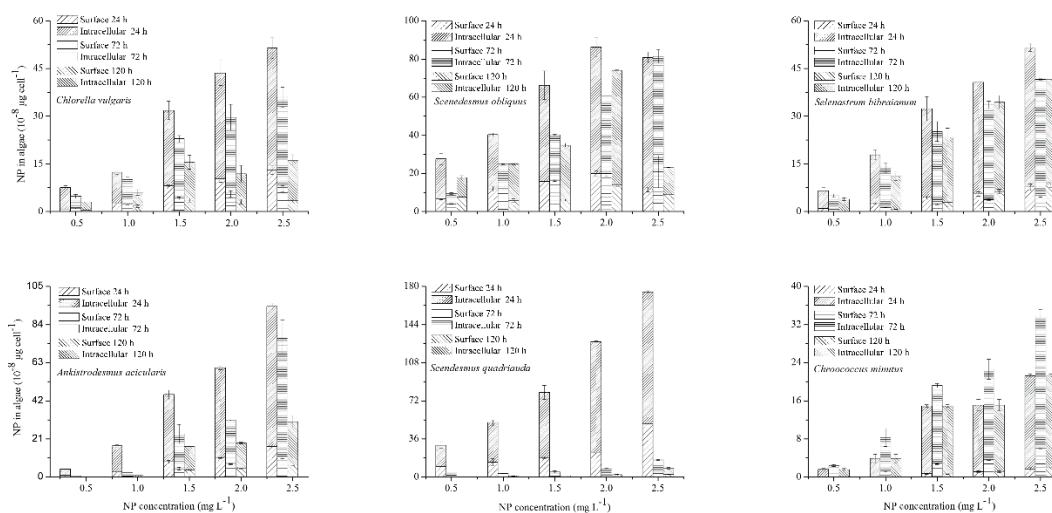 60
45
30
15
0
Surface 24 h
Intracellular 24 h
Surface 72 h
Intracellular 72 h
Surface 120 h
Intracellular 120 h
Chlorella vulgaris
NP in algae (10⁻⁸ μg cell⁻¹)
0.5 1.0 1.5 2.0 2.5
100
80
60
40
20
0
Surface 24 h
Intracellular 24 h
Surface 72 h
Intracellular 72 h
Surface 120 h
Intracellular 120 h
Scenedesmus obliquus
0.5 1.0 1.5 2.0 2.5
60
45
30
15
0
Surface 24 h
Intracellular 24 h
Surface 72 h
Intracellular 72 h
Surface 120 h
Intracellular 120 h
0.5 1.0 1.5 2.0 2.5
105
84
63
42
21
0
Surface 24 h
Intracellular 24 h
Surface 72 h
Intracellular 72 h
Surface 120 h
Intracellular 120 h
Ankistrodesmus acicularis
NP in algae (10⁻⁸ μg cell⁻¹)
0.5 1.0 1.5 2.0 2.5
NP concentration (mg L⁻¹)
180
144
108
72
36
0
Surface 24 h
Intracellular 24 h
Surface 72 h
Intracellular 72 h
Surface 120 h
Intracellular 120 h
Scendesmus quadriauda
0.5 1.0 1.5 2.0 2.5
NP concentration (mg L⁻¹)
40
32
24
16
8
0
Surface 24 h
Intracellular 24 h
Surface 72 h
Intracellular 72 h
Surface 120 h
Intracellular 120 h
Chroococcus minutus
0.5 1.0 1.5 2.0 2.5
NP concentration (mg L⁻¹)